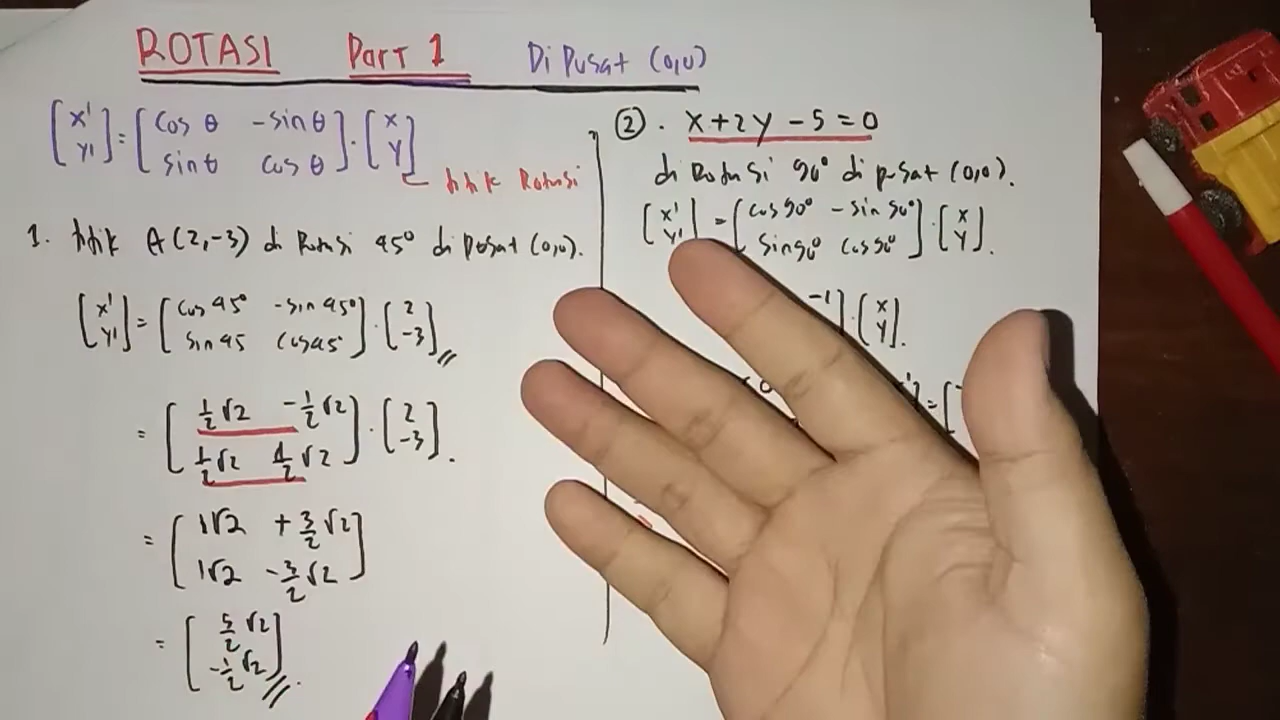 ROTASI Part 1 Di Pusat (0,0)
[x' y'] = [cos θ -sin θ sin θ cos θ] · [x y]
titik Rotasi
1. titik A (2,-3) di Rotasi 45° di pusat (0,0).
[x' y'] = [cos 45° -sin 45° sin 45 cos 45] · [2 -3]
= [1/2 √2 -1/2 √2 1/2 √2 1/2 √2] · [2 -3].
= [1√2 + 3/2 √2 1√2 - 3/2 √2]
= [5/2 √2 -1/2 √2].
2. x + 2y - 5 = 0
di Rotasi 90° di pusat (0,0).
[x' y'] = [cos 90° -sin 90° sin 90° cos 90°] · [x y].
-1] · [x y].